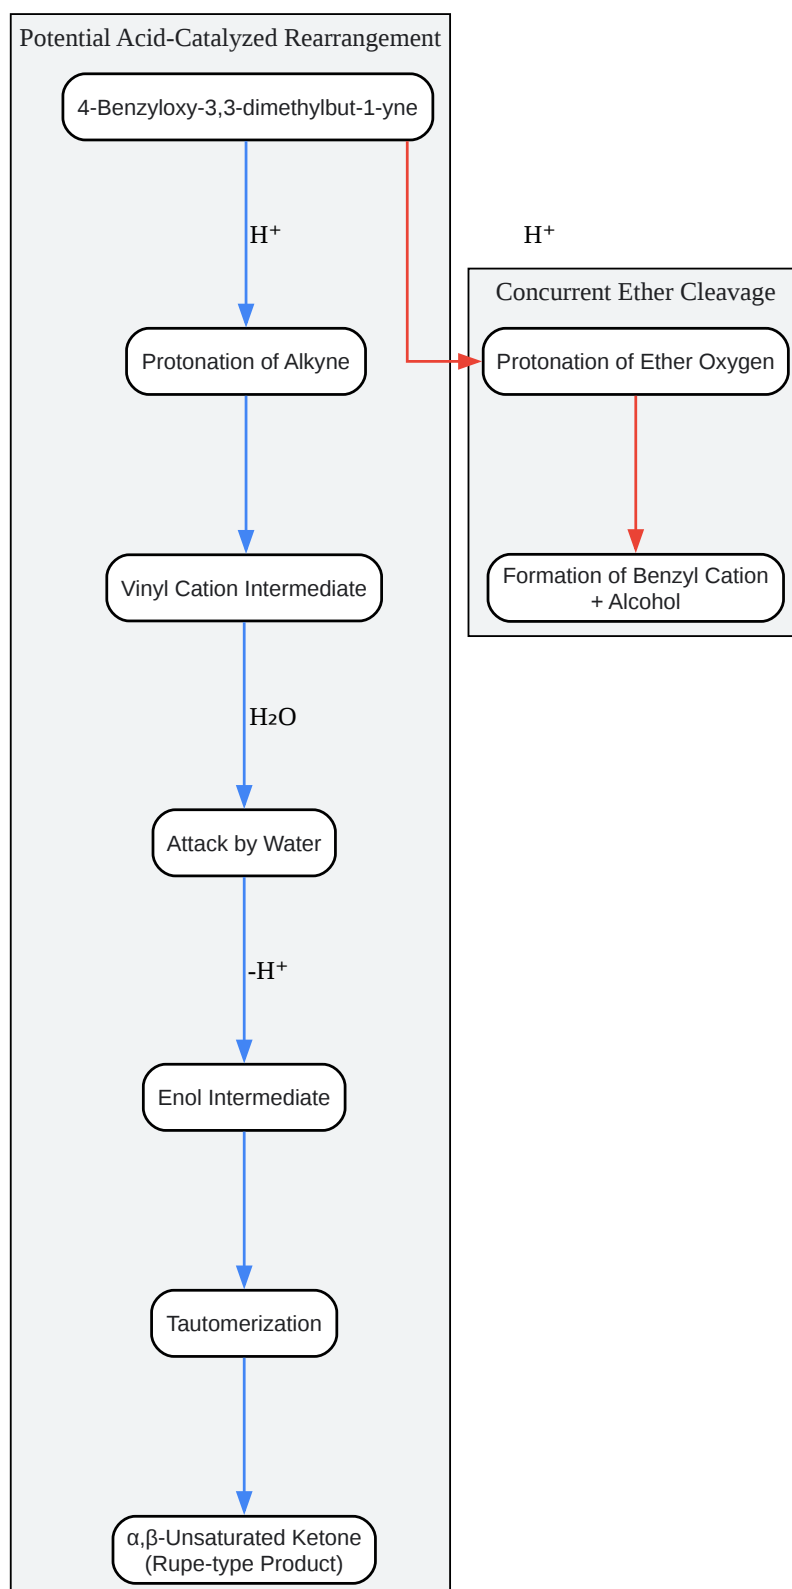 Potential Acid-Catalyzed Rearrangement
4-Benzyloxy-3,3-dimethylbut-1-yne
H⁺
H⁺
Concurrent Ether Cleavage
Protonation of Alkyne
Protonation of Ether Oxygen
Vinyl Cation Intermediate
Formation of Benzyl Cation
+ Alcohol
H₂O
Attack by Water
-H⁺
Enol Intermediate
Tautomerization
α,β-Unsaturated Ketone
(Rupe-type Product)